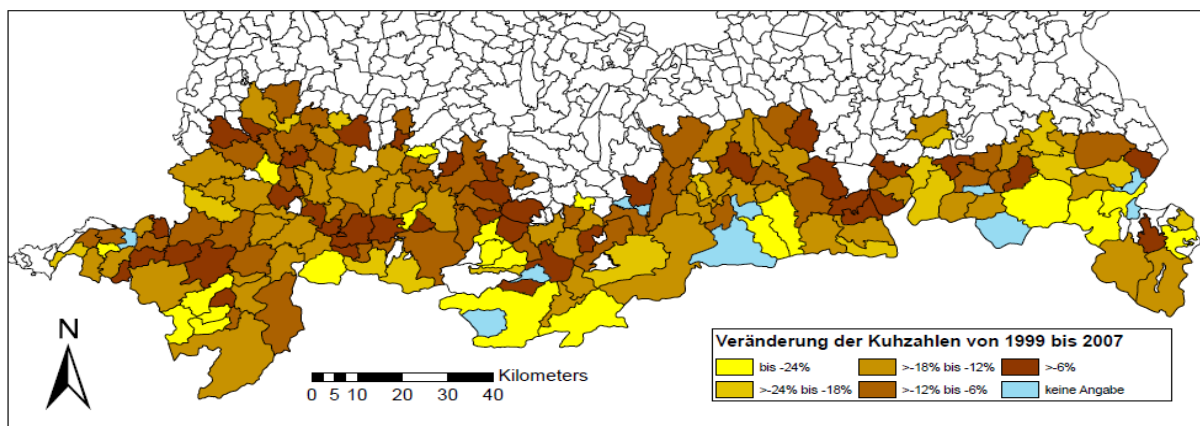 N
Kilometers
0 5 10 20 30 40
Veränderung der Kuhzahlen von 1999 bis 2007
bis -24% >-18% bis -12% >-6%
>-24% bis -18% >-12% bis -6% keine Angabe